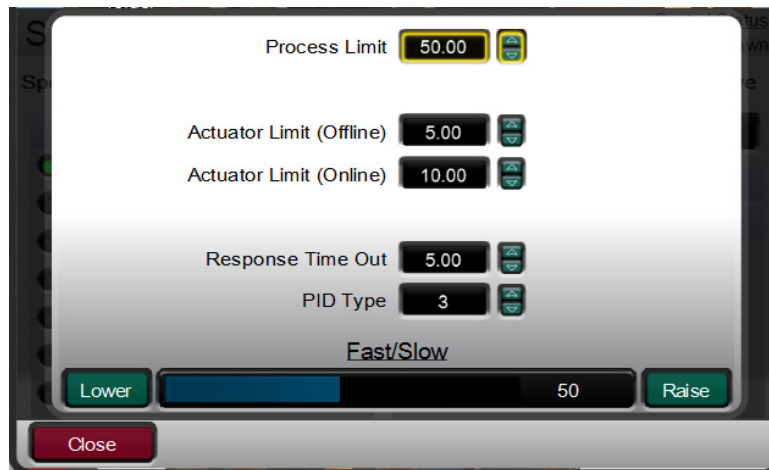 Process Limit 50.00
Actuator Limit (Offline) 5.00
Actuator Limit (Online) 10.00
Response Time Out 5.00
PID Type 3
Fast/Slow
Lower 50 Raise
Close